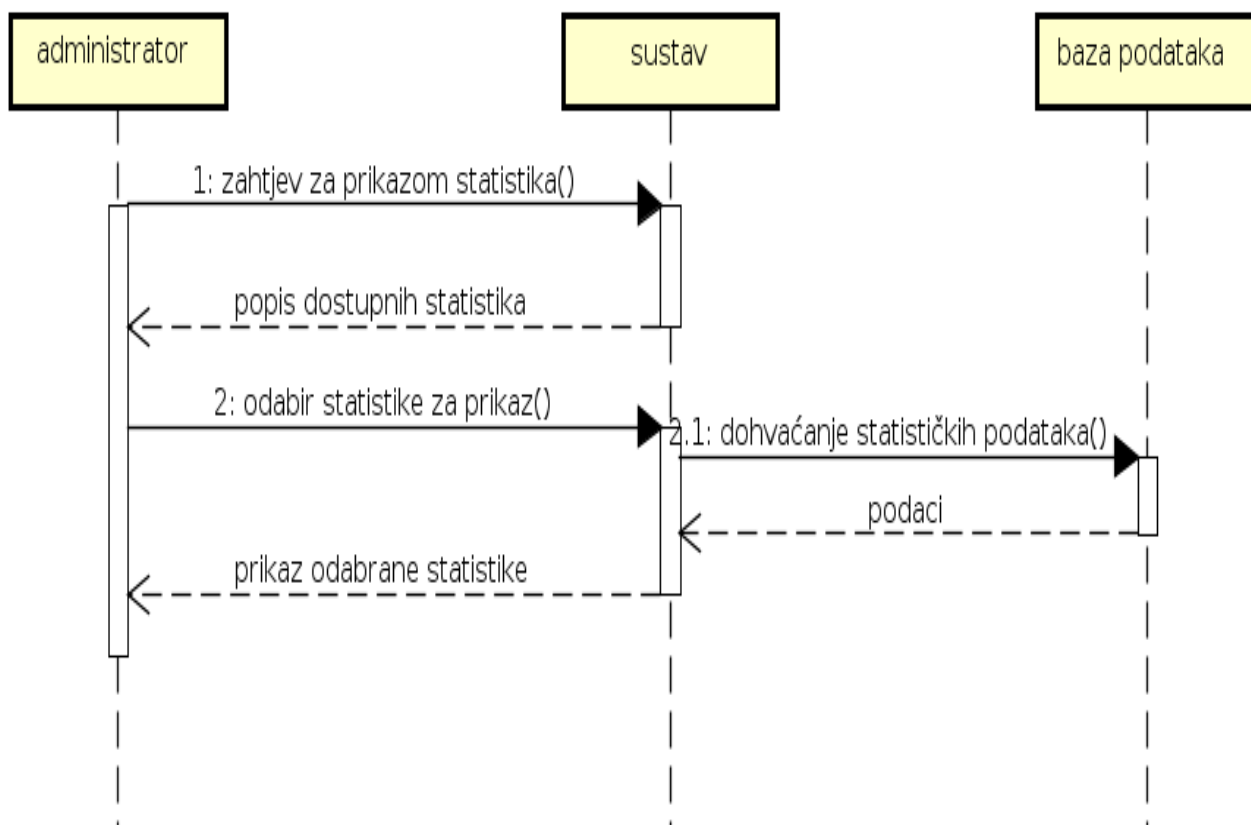 administrator
sustav
baza podataka
1: zahtjev za prikazom statistika()
popis dostupnih statistika
2: odabir statistike za prikaz()
2.1: dohvaćanje statističkih podataka()
podaci
prikaz odabrane statistike